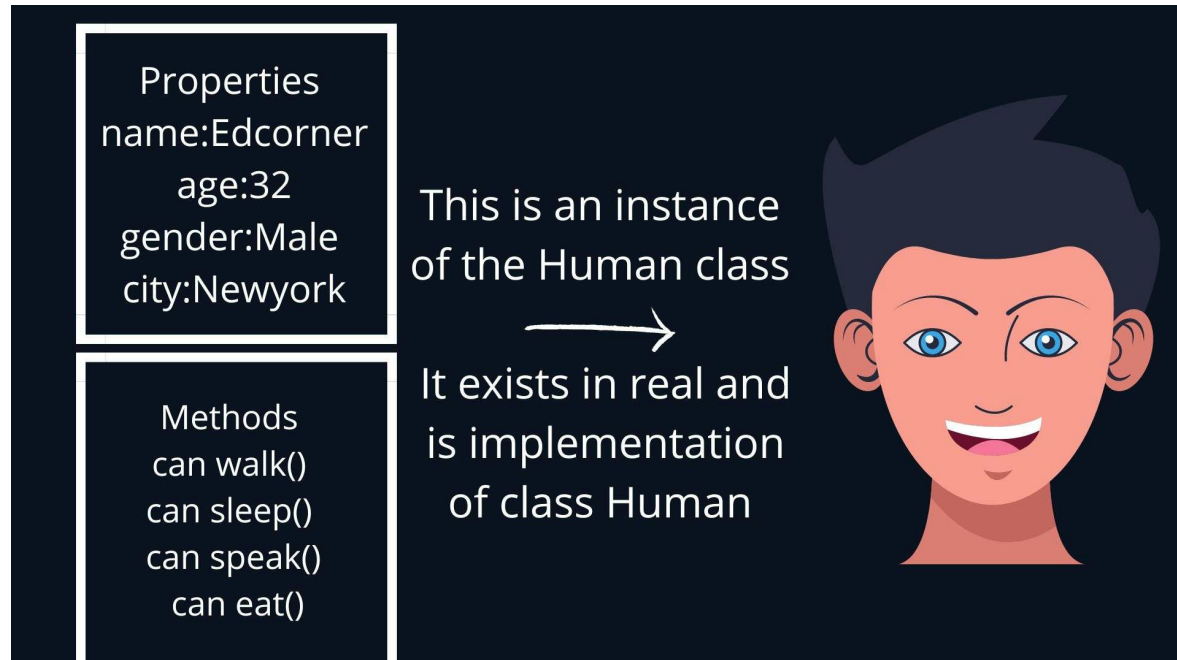 Properties
name:Edcorner
age:32
gender:Male
city:Newyork
Methods
can walk()
can sleep()
can speak()
can eat()
This is an instance
of the Human class
It exists in real and
is implementation
of class Human